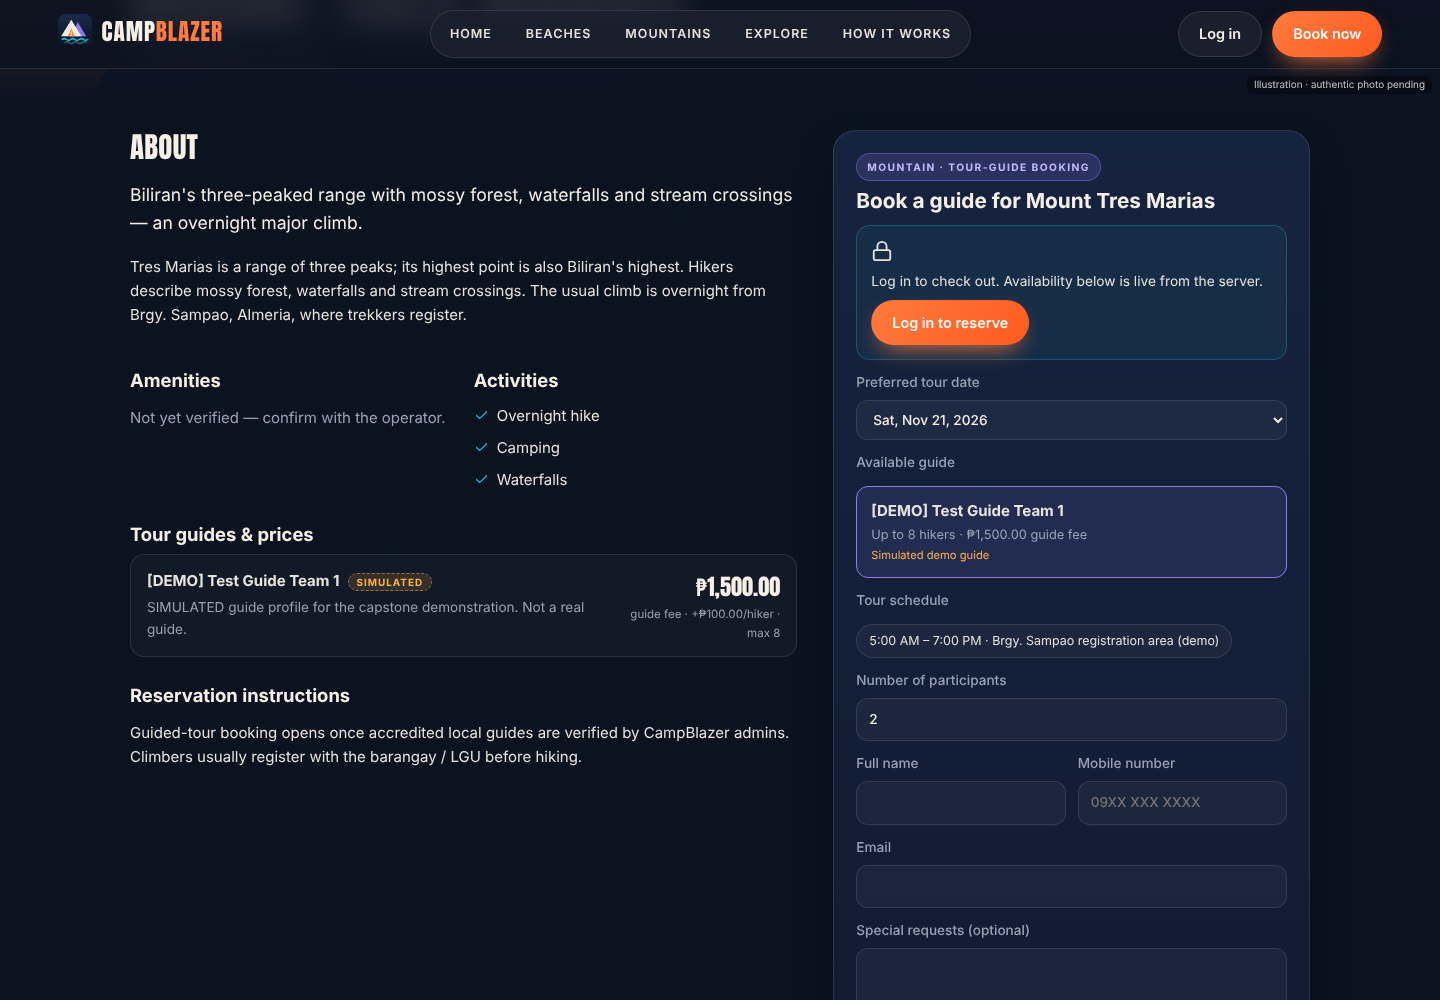 CAMPBLAZER
HOME BEACHES MOUNTAINS EXPLORE HOW IT WORKS
Log in
Book now
Illustration · authentic photo pending
ABOUT
Biliran's three-peaked range with mossy forest, waterfalls and stream crossings
— an overnight major climb.
Tres Marias is a range of three peaks; its highest point is also Biliran's highest. Hikers
describe mossy forest, waterfalls and stream crossings. The usual climb is overnight from
Brgy. Sampao, Almeria, where trekkers register.
Amenities
Not yet verified — confirm with the operator.
Activities
Overnight hike
Camping
Waterfalls
Tour guides & prices
[DEMO] Test Guide Team 1 SIMULATED
SIMULATED guide profile for the capstone demonstration. Not a real
guide.
₱1,500.00
guide fee · +₱100.00/hiker ·
max 8
Reservation instructions
Guided-tour booking opens once accredited local guides are verified by CampBlazer admins.
Climbers usually register with the barangay / LGU before hiking.
MOUNTAIN · TOUR-GUIDE BOOKING
Book a guide for Mount Tres Marias
Log in to check out. Availability below is live from the server.
Log in to reserve
Preferred tour date
Sat, Nov 21, 2026
Available guide
[DEMO] Test Guide Team 1
Up to 8 hikers · ₱1,500.00 guide fee
Simulated demo guide
Tour schedule
5:00 AM – 7:00 PM · Brgy. Sampao registration area (demo)
Number of participants
2
Full name
Mobile number
09XX XXX XXXX
Email
Special requests (optional)